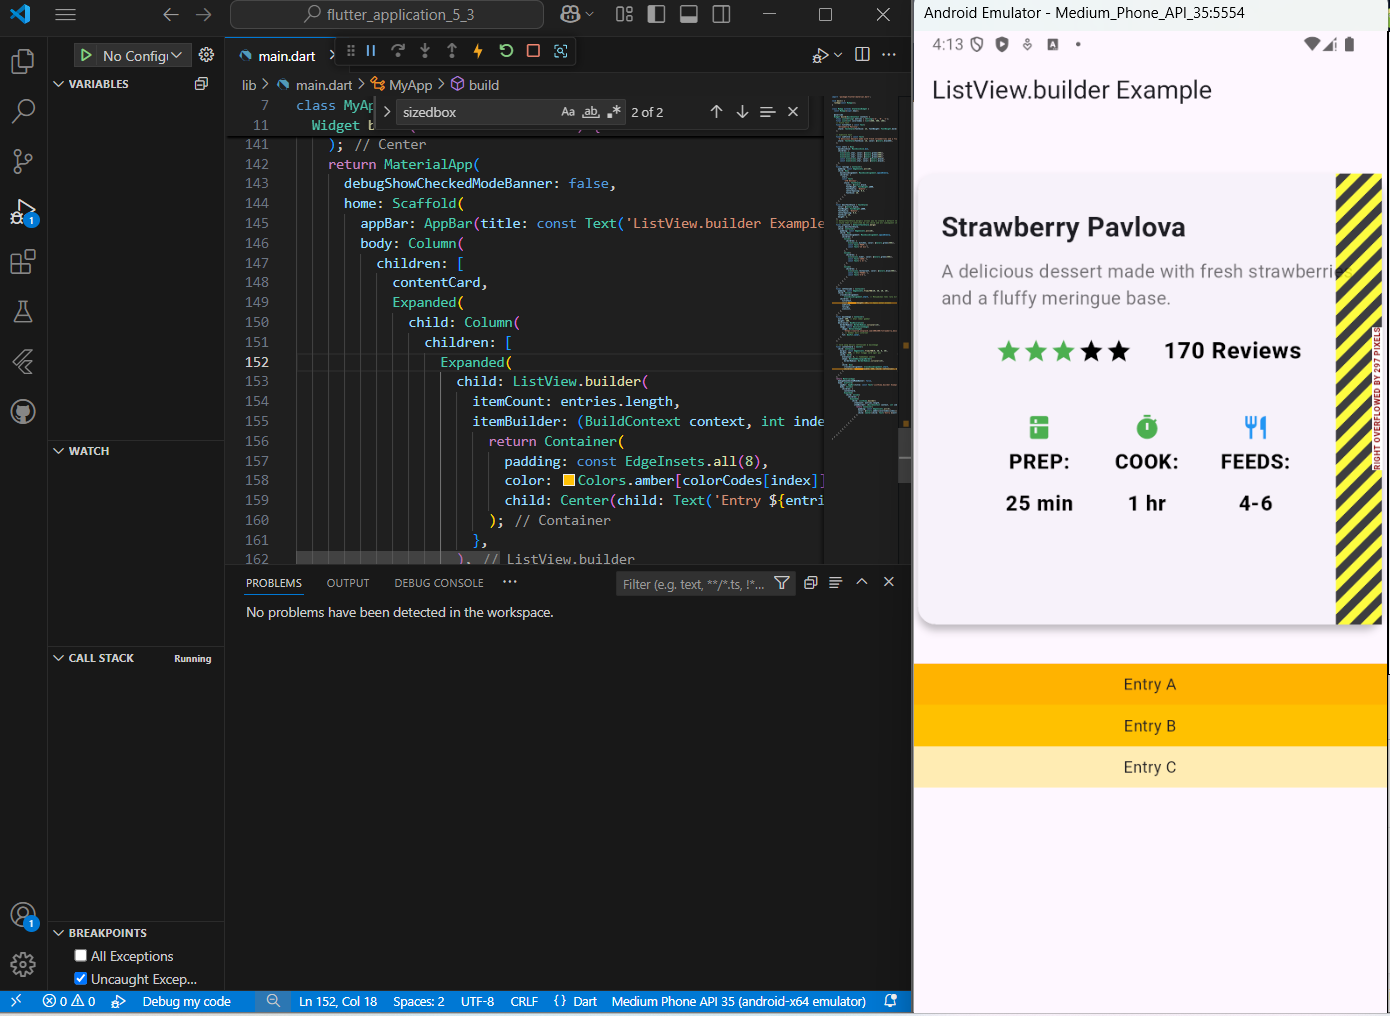 flutter_application_5_3
Android Emulator - Medium_Phone_API_35:5554
No Config
main.dart
VARIABLES
lib > main.dart > MyApp > build
7 class MyAp
sizedbox
Aa ab
2 of 2
11 Widget b
141 ); // Center
142 return MaterialApp(
143 debugShowCheckedModeBanner: false,
144 home: Scaffold(
145 appBar: AppBar(title: const Text('ListView.builder Example
146 body: Column(
147 children: [
148 contentCard,
149 Expanded(
150 child: Column(
151 children: [
152 Expanded(
153 child: ListView.builder(
154 itemCount: entries.length,
155 itemBuilder: (BuildContext context, int inde
156 return Container(
157 padding: const EdgeInsets.all(8),
158 color: Colors.amber[colorCodes[index]]
159 child: Center(child: Text('Entry ${entri
160 ); // Container
161 },
162 ), // ListView.builder
WATCH
CALL STACK
Running
BREAKPOINTS
All Exceptions
Uncaught Excep...
PROBLEMS
OUTPUT
DEBUG CONSOLE
Filter (e.g. text, **/*.ts, !*...
No problems have been detected in the workspace.
1
1
0 0
Debug my code
Ln 152, Col 18
Spaces: 2
UTF-8
CRLF
{ } Dart
Medium Phone API 35 (android-x64 emulator)
4:13
ListView.builder Example
Strawberry Pavlova
A delicious dessert made with fresh strawberries
and a fluffy meringue base.
170 Reviews
RIGHT OVERFLOWED BY 297 PIXELS
PREP:
COOK:
FEEDS:
25 min
1 hr
4-6
Entry A
Entry B
Entry C